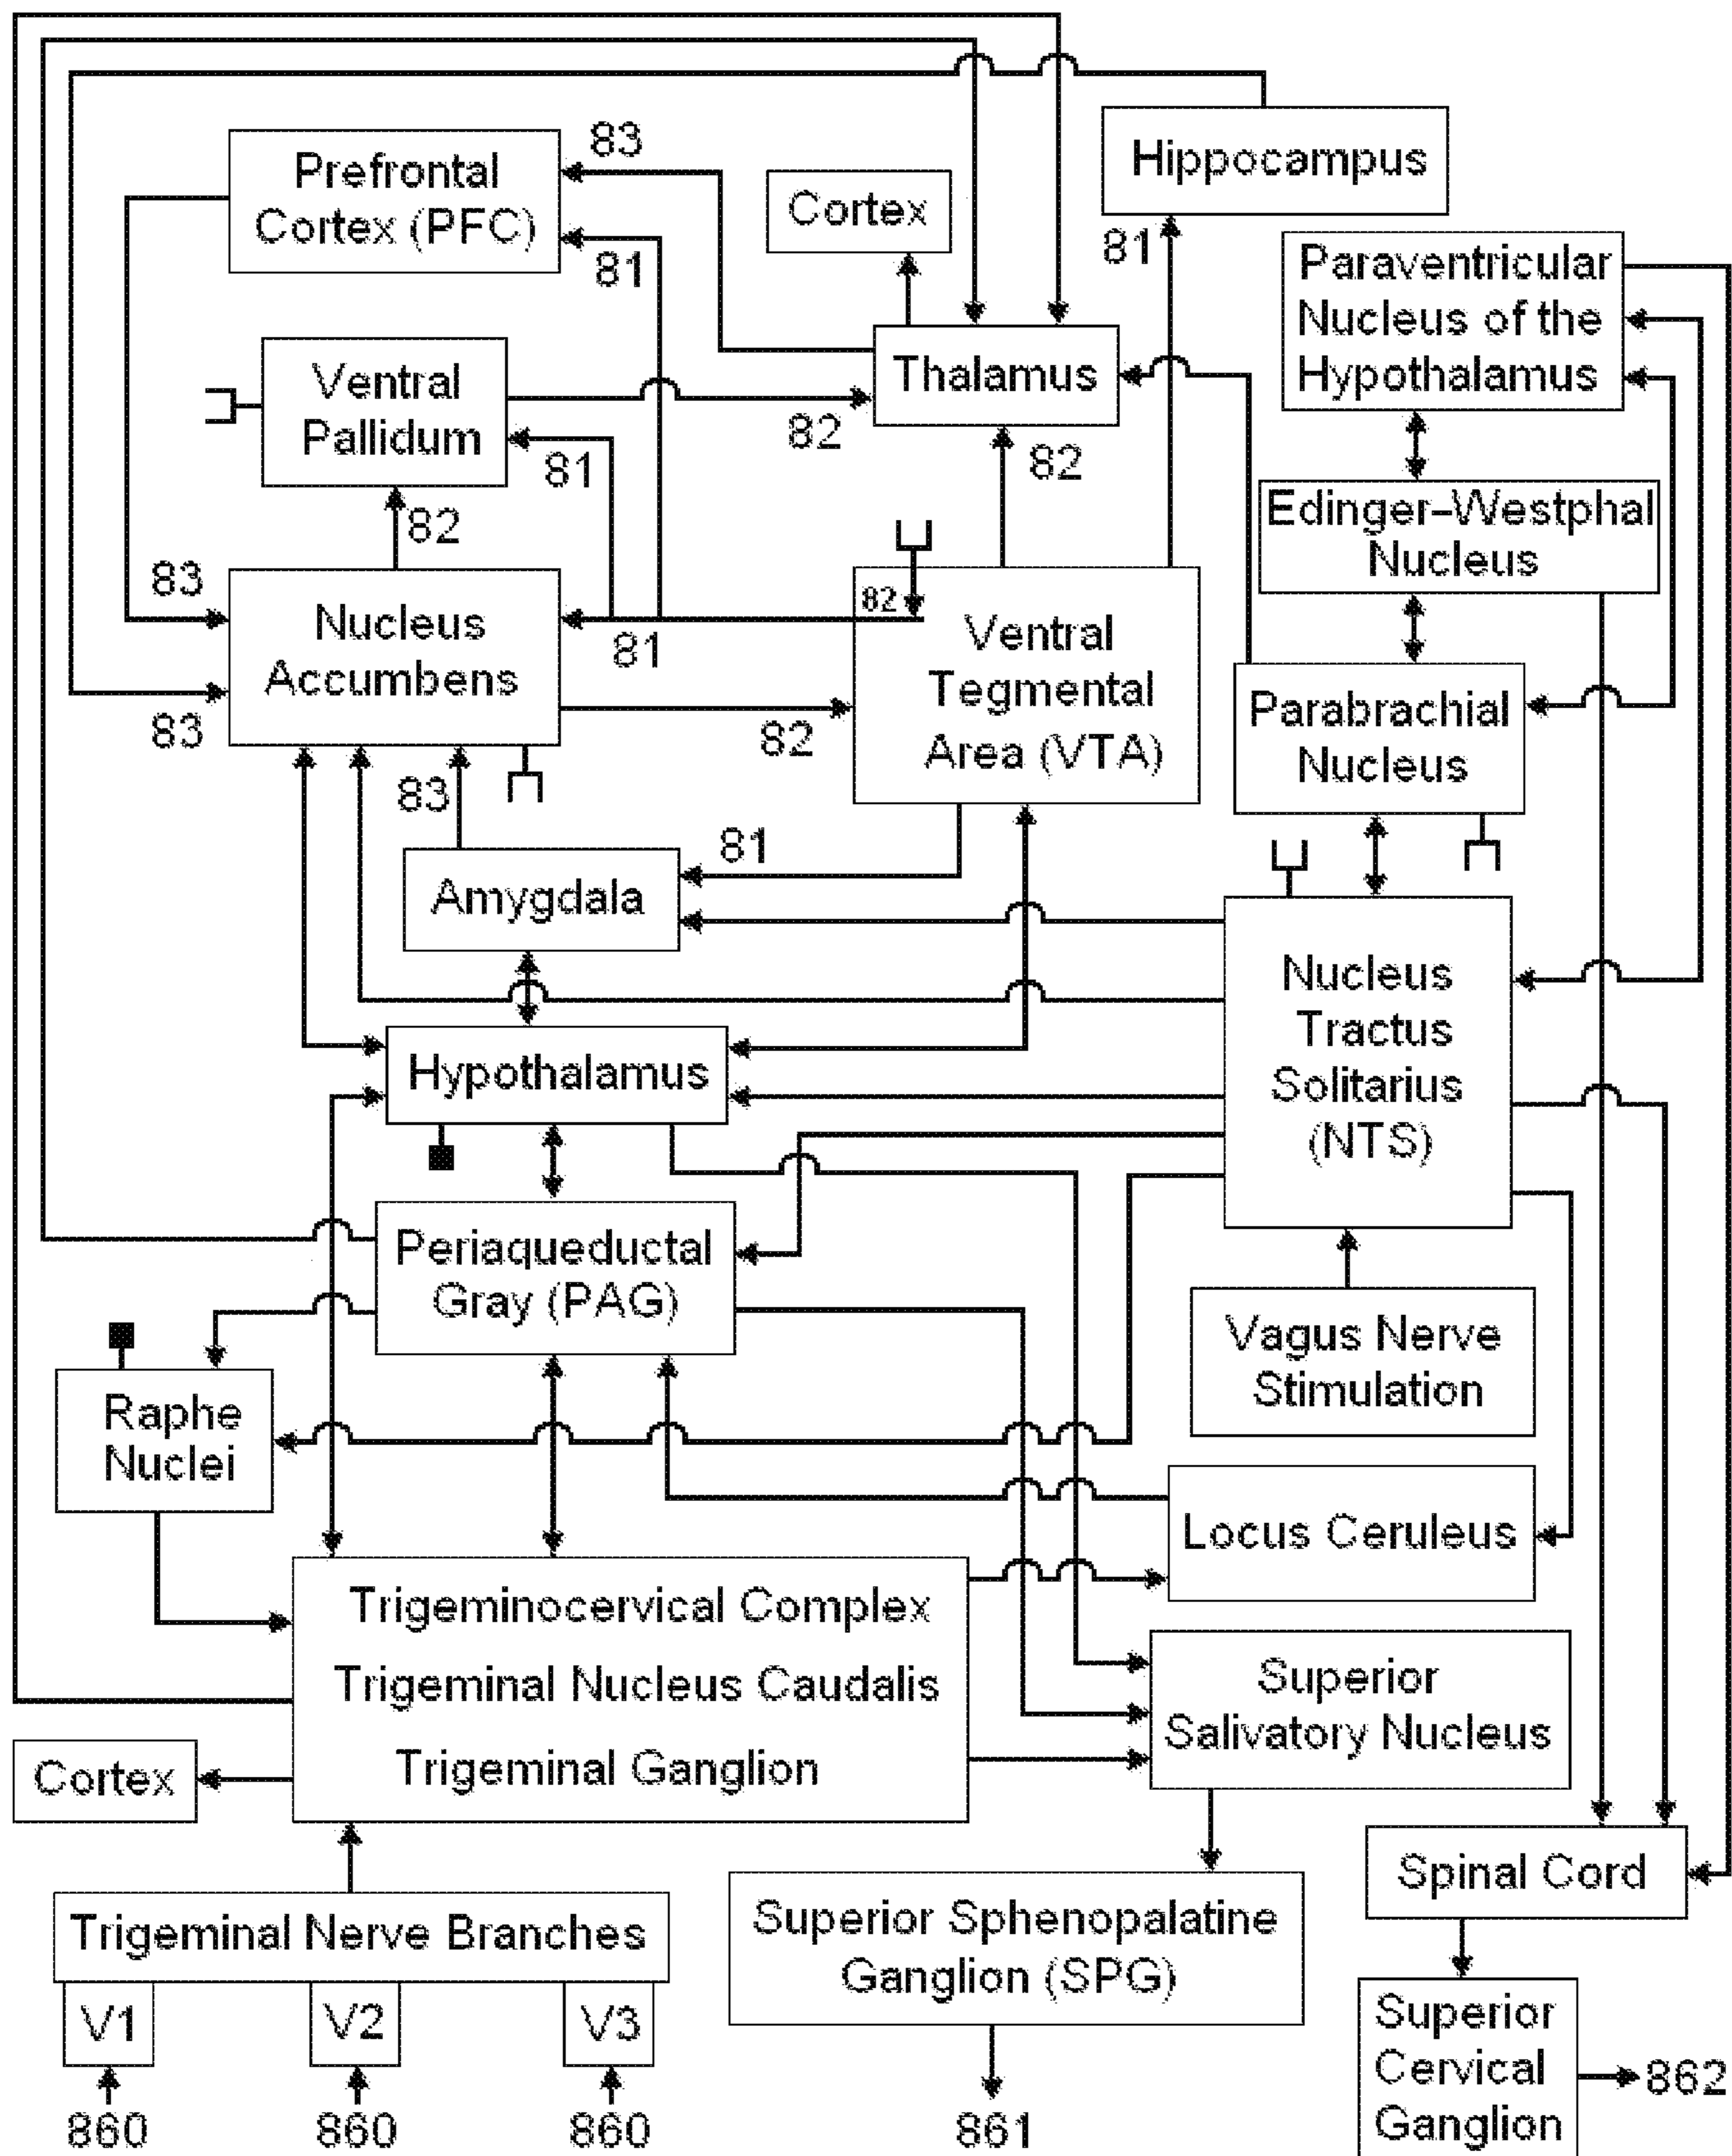 Hippocampus
83
Prefrontal
Cortex (PFC)
81
Cortex
81
Paraventricular
Nucleus of the
Hypothalamus
Thalamus
Ventral
Pallidum
82
81
82
82
Edinger–Westphal
Nucleus
83
Nucleus
Accumbens
83
81
82
82
Ventral
Tegmental
Area (VTA)
Parabrachial
Nucleus
83
81
Amygdala
Nucleus
Tractus
Solitarius
(NTS)
Hypothalamus
Periaqueductal
Gray (PAG)
Vagus Nerve
Stimulation
Raphe
Nuclei
Locus Ceruleus
Trigeminocervical Complex
Trigeminal Nucleus Caudalis
Trigeminal Ganglion
Superior
Salivatory Nucleus
Cortex
Spinal Cord
Trigeminal Nerve Branches
V1
V2
V3
860
860
860
Superior Sphenopalatine
Ganglion (SPG)
861
Superior
Cervical
Ganglion
862